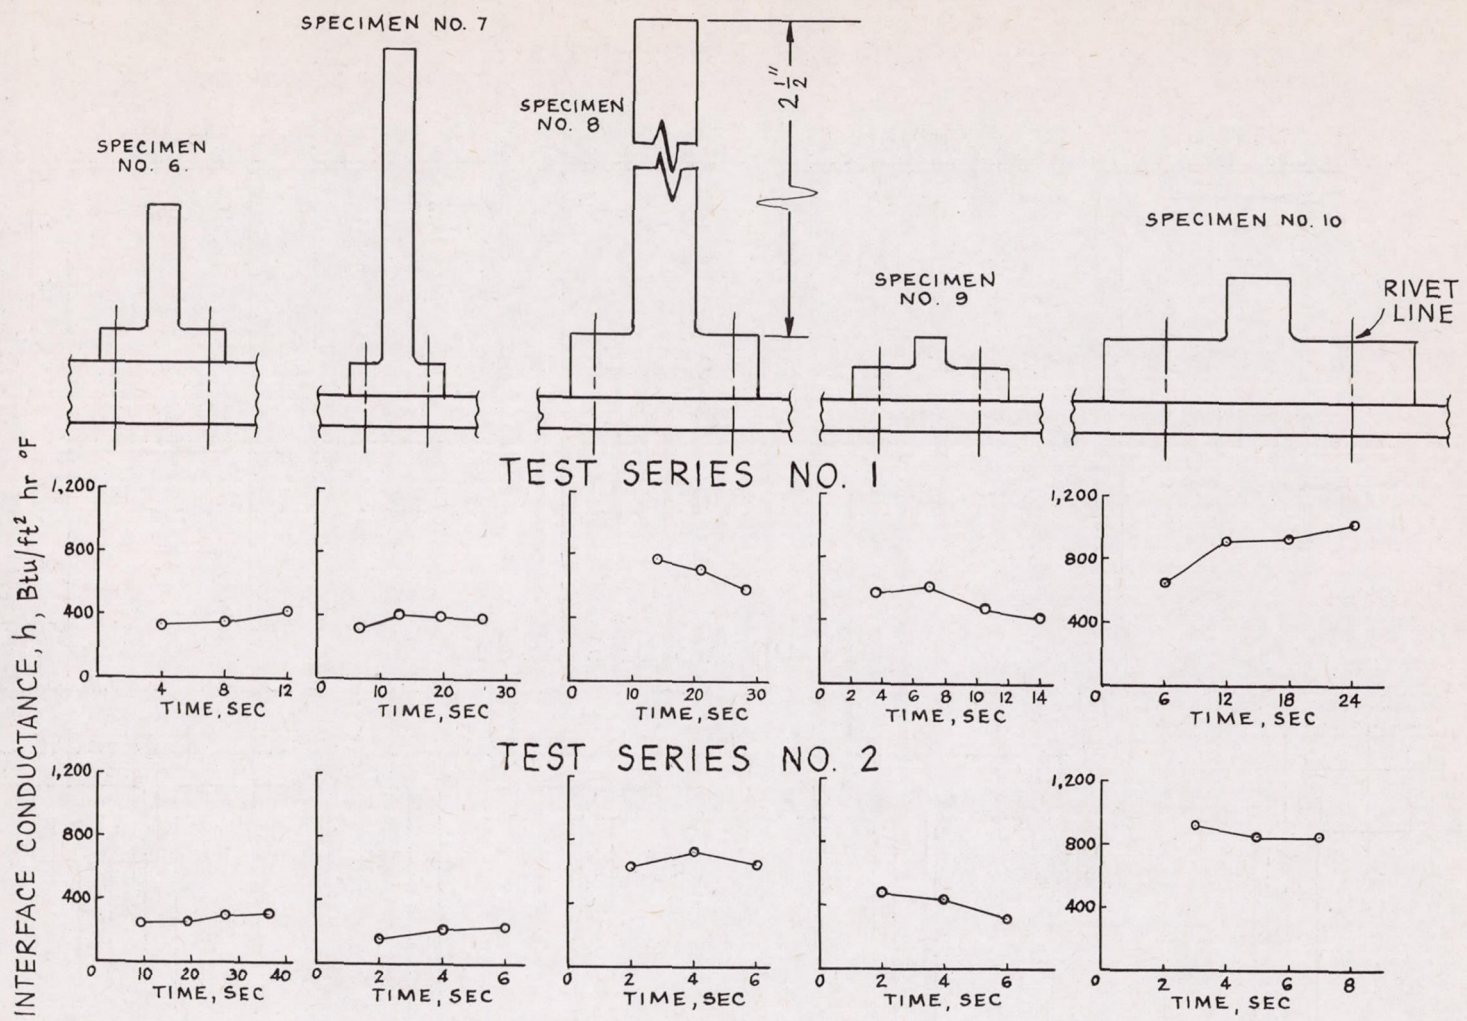 SPECIMEN NO. 7
SPECIMEN
NO. 8
2 1/2"
SPECIMEN
NO. 6.
SPECIMEN NO. 10
SPECIMEN
NO. 9
RIVET
LINE
INTERFACE CONDUCTANCE, h, Btu/ft² hr °F
TEST SERIES NO. 1
1,200
800
400
0
4 8 12
TIME, SEC
0 10 20 30
TIME, SEC
0 10 20 30
TIME, SEC
0 2 4 6 8 10 12 14
TIME, SEC
1,200
800
400
0 6 12 18 24
TIME, SEC
TEST SERIES NO. 2
1,200
800
400
0 10 20 30 40
TIME, SEC
0 2 4 6
TIME, SEC
0 2 4 6
TIME, SEC
0 2 4 6
TIME, SEC
1,200
800
400
0 2 4 6 8
TIME, SEC